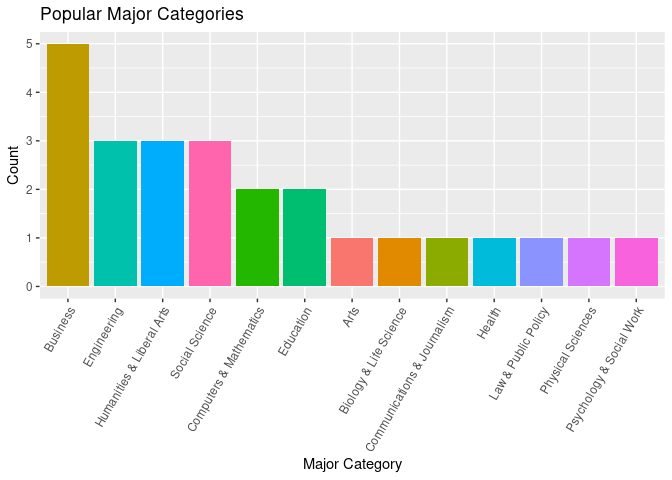 Popular Major Categories
Count
5
4
3
2
1
0
Business
Engineering
Humanities & Liberal Arts
Social Science
Computers & Mathematics
Education
Arts
Biology & Life Science
Communications & Journalism
Health
Law & Public Policy
Physical Sciences
Psychology & Social Work
Major Category